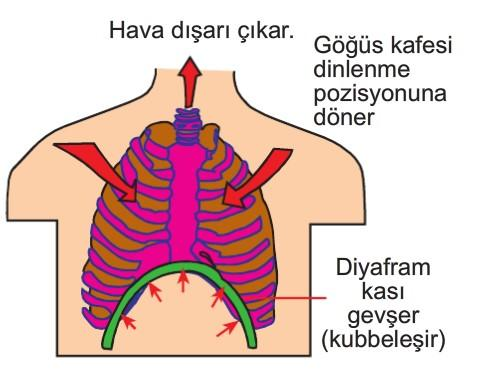 Hava dışarı çıkar.
Göğüs kafesi
dinlenme
pozisyonuna
döner
Diyafram
kası
gevşer
(kubbeleşir)